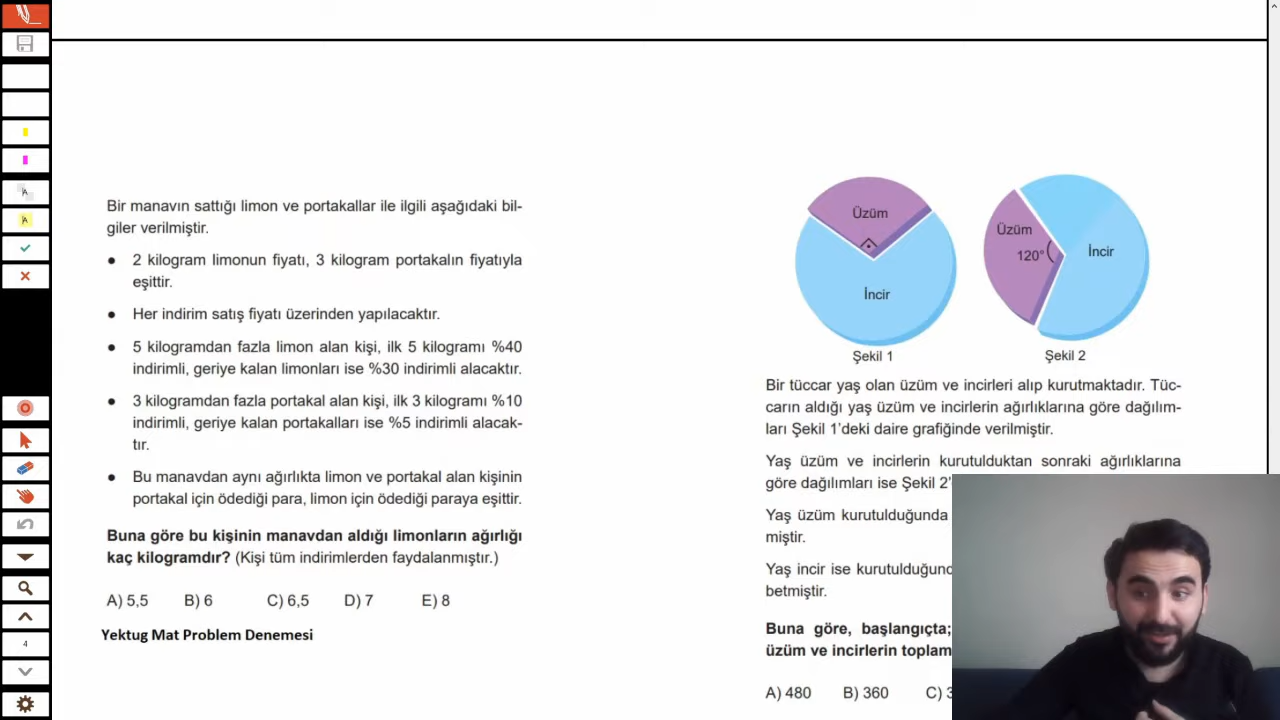 Bir manavın sattığı limon ve portakallar ile ilgili aşağıdaki bil-
giler verilmiştir.
● 2 kilogram limonun fiyatı, 3 kilogram portakalın fiyatıyla
eşittir.
● Her indirim satış fiyatı üzerinden yapılacaktır.
● 5 kilogramdan fazla limon alan kişi, ilk 5 kilogramı %40
indirimli, geriye kalan limonları ise %30 indirimli alacaktır.
● 3 kilogramdan fazla portakal alan kişi, ilk 3 kilogramı %10
indirimli, geriye kalan portakalları ise %5 indirimli alacak-
tır.
● Bu manavdan aynı ağırlıkta limon ve portakal alan kişinin
portakal için ödediği para, limon için ödediği paraya eşittir.
Buna göre bu kişinin manavdan aldığı limonların ağırlığı
kaç kilogramdır? (Kişi tüm indirimlerden faydalanmıştır.)
A) 5,5 B) 6 C) 6,5 D) 7 E) 8
Yektug Mat Problem Denemesi
Üzüm
İncir
Şekil 1
Üzüm
120°
İncir
Şekil 2
Bir tüccar yaş olan üzüm ve incirleri alıp kurutmaktadır. Tüc-
carın aldığı yaş üzüm ve incirlerin ağırlıklarına göre dağılım-
ları Şekil 1'deki daire grafiğinde verilmiştir.
Yaş üzüm ve incirlerin kurutulduktan sonraki ağırlıklarına
göre dağılımları ise Şekil 2'
Yaş üzüm kurutulduğunda
miştir.
Yaş incir ise kurutulduğunc
betmiştir.
Buna göre, başlangıçta;
üzüm ve incirlerin toplam
A) 480 B) 360 C) 3
4